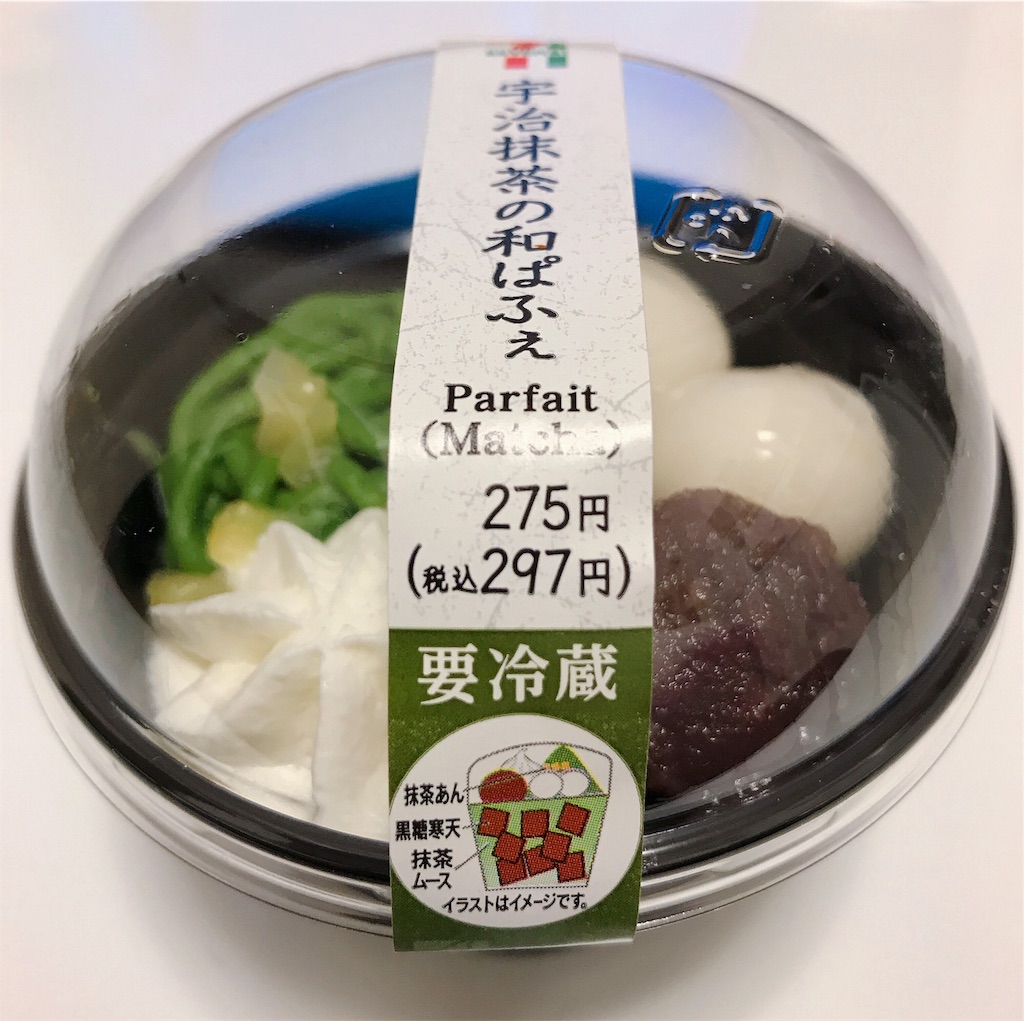 宇治抹茶の和ぱふぇ
Parfait
(Matcha)
275円
(税込297円)
要冷蔵
抹茶あん
黒糖寒天
抹茶
ムース
イラストはイメージです。